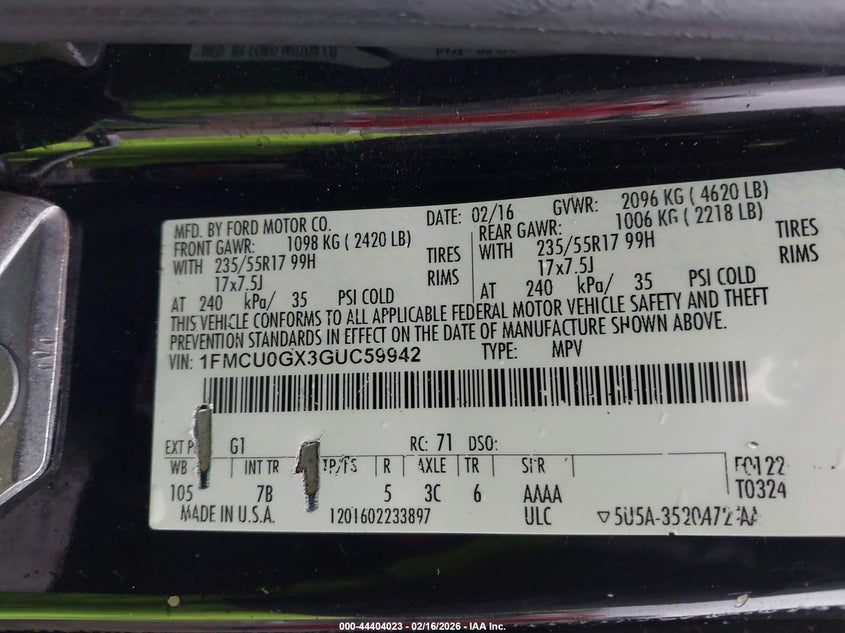 MFD. BY FORD MOTOR CO.
DATE: 02/16 GVWR: 2096 KG ( 4620 LB)
FRONT GAWR: 1098 KG ( 2420 LB)
REAR GAWR: 1006 KG ( 2218 LB)
WITH 235/55R17 99H TIRES
WITH 235/55R17 99H TIRES
17x7.5J RIMS
17x7.5J RIMS
AT 240 kPa/ 35 PSI COLD
AT 240 kPa/ 35 PSI COLD
THIS VEHICLE CONFORMS TO ALL APPLICABLE FEDERAL MOTOR VEHICLE SAFETY AND THEFT
PREVENTION STANDARDS IN EFFECT ON THE DATE OF MANUFACTURE SHOWN ABOVE.
VIN: 1FMCU0GX3GUC59942 TYPE: MPV
EXT G1 RC: 71 DSO:
WB INT TR TP/PS R AXLE TR SPR F0122
105 7B 5 3C 6 AAAA T0324
MADE IN U.S.A. 1201602233897 ULC
000-44404023 - 02/16/2026 - IAA Inc.